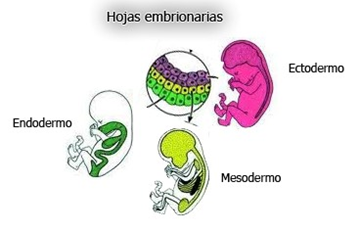 Hojas embrionarias
Ectodermo
Endodermo
Mesodermo